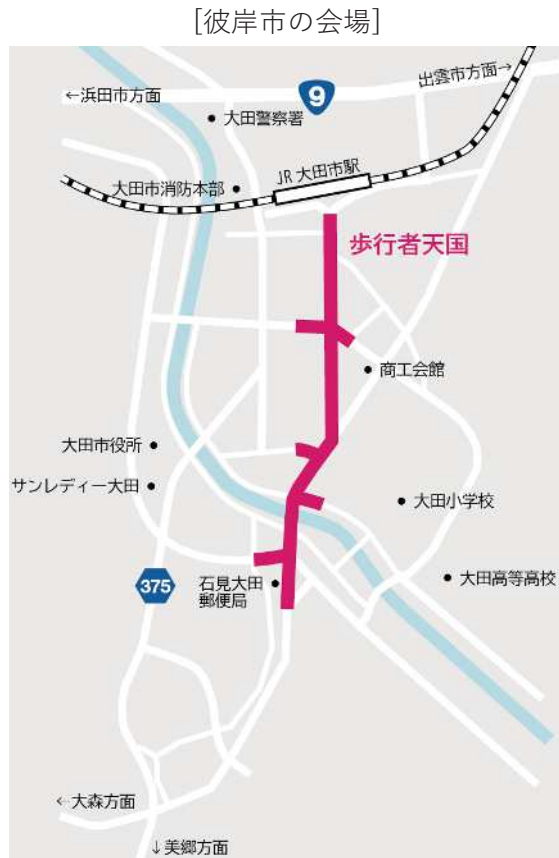 [彼岸市の会場]
出雲市方面→
←浜田市方面
9
大田警察署
JR 大田市駅
大田市消防本部
歩行者天国
商工会館
大田市役所
サンレディー大田
大田小学校
375
石見大田
郵便局
大田高等高校
←大森方面
↓美郷方面